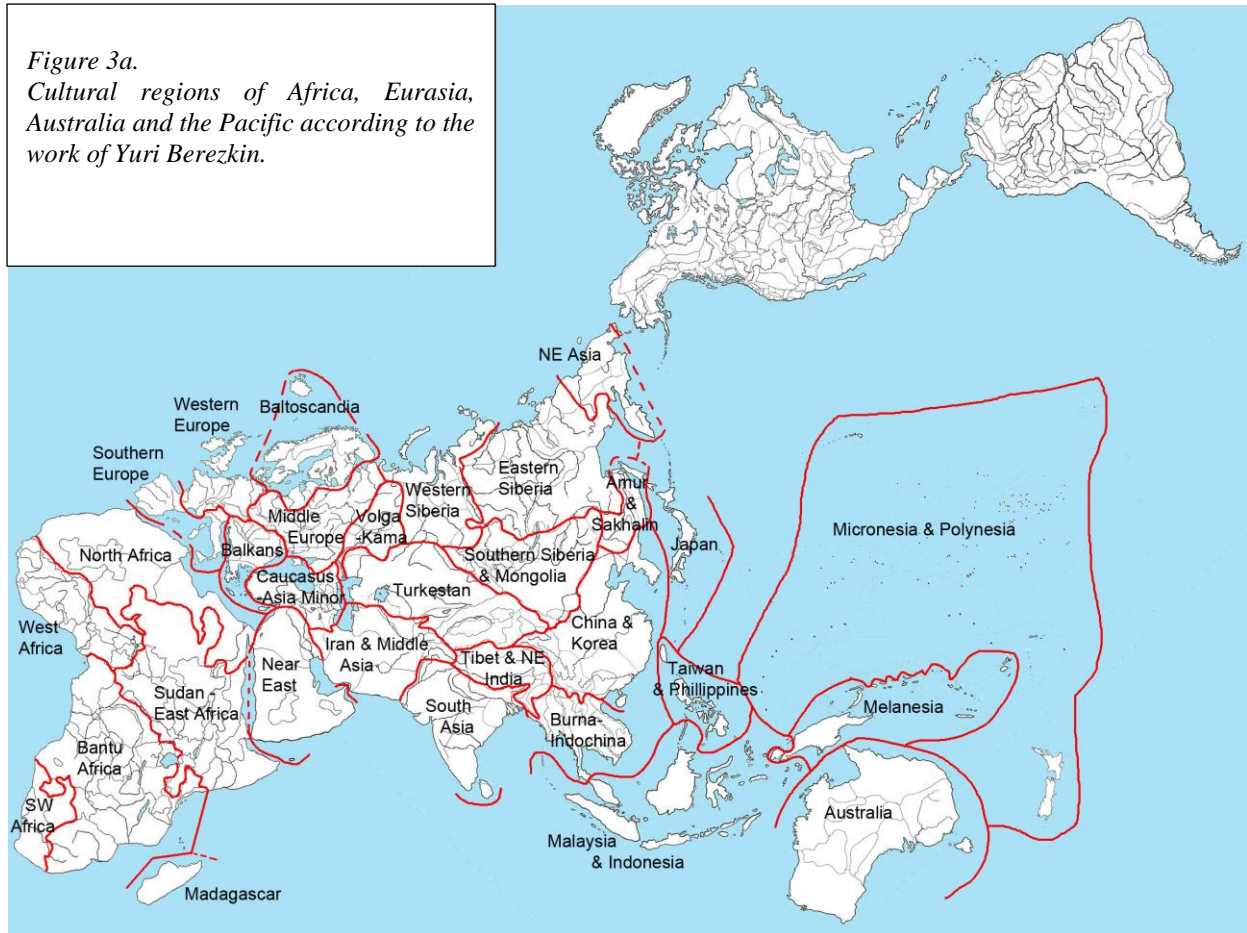 Figure 3a.
Cultural regions of Africa, Eurasia,
Australia and the Pacific according to the
work of Yuri Berezkin.
NE Asia
Baltoscandia
Western
Europe
Southern
Europe
Eastern
Siberia
Western
Siberia
Amur
&
Sakhalin
Middle
Europe
Volga
-Kama
Micronesia & Polynesia
Balkans
North Africa
Japan
Southern Siberia
& Mongolia
Caucasus
-Asia Minor
Turkestan
West
Africa
China &
Korea
Iran & Middle
Asia
Tibet & NE
India
Near
East
Taiwan
& Phillippines
Sudan -
East Africa
South
Asia
Melanesia
Burna-
Indochina
Bantu
Africa
SW
Africa
Australia
Malaysia
& Indonesia
Madagascar